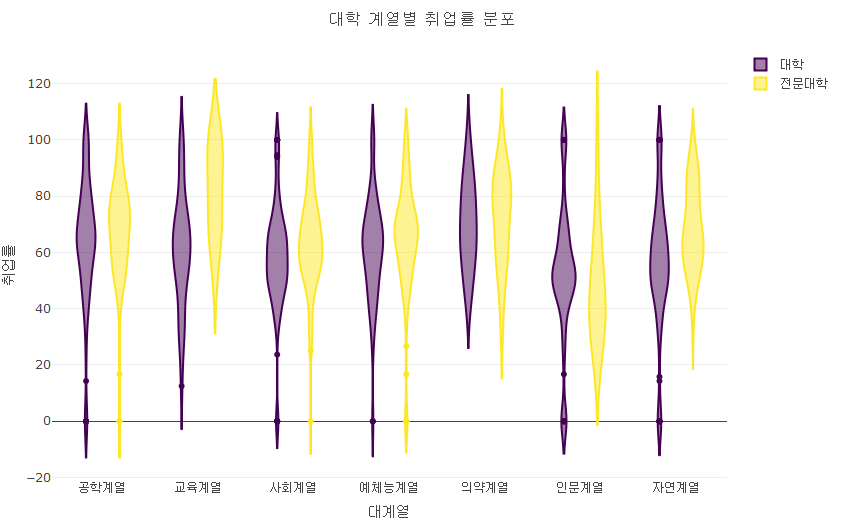 대학 계열별 취업률 분포
대학
전문대학
120
100
80
60
40
20
0
−20
취업률
공학계열 교육계열 사회계열 예체능계열 의약계열 인문계열 자연계열
대계열